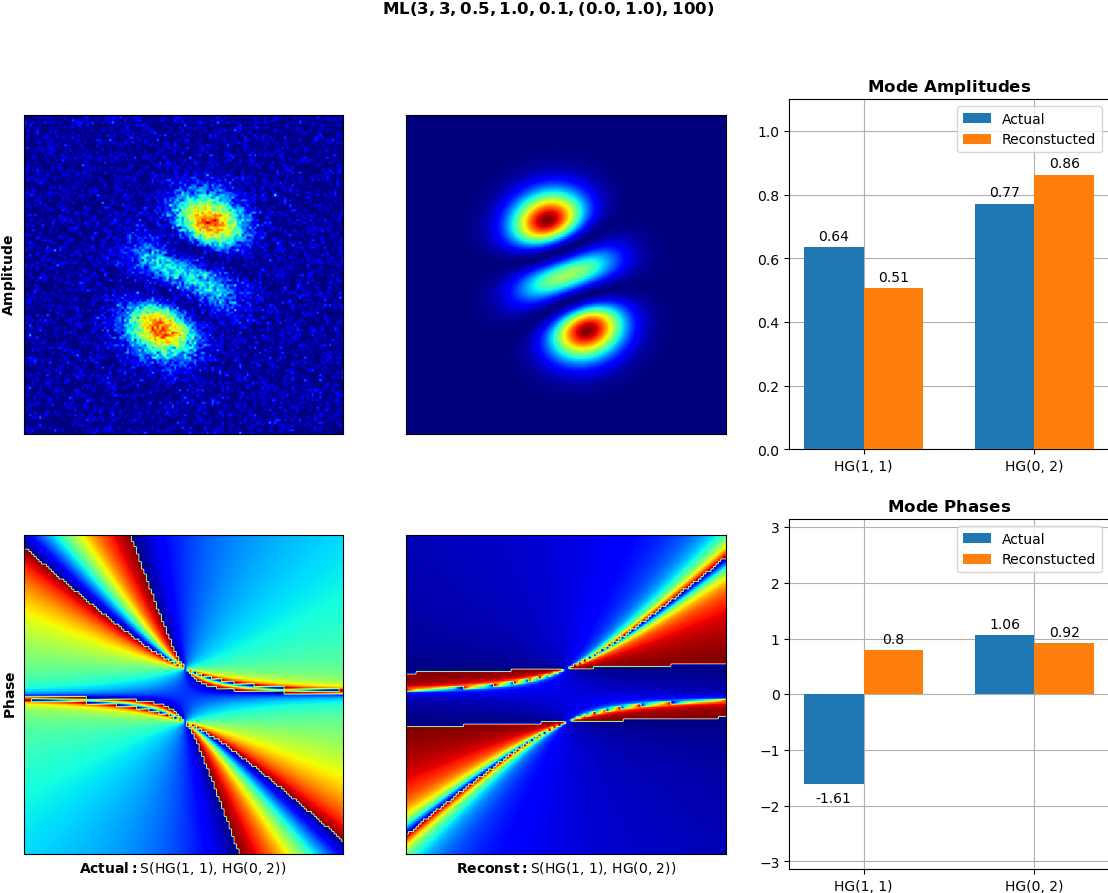 ML(3, 3, 0.5, 1.0, 0.1, (0.0, 1.0), 100)
Amplitude
Mode Amplitudes
Actual
Reconstucted
1.0
0.8
0.6
0.4
0.2
0.0
0.64
0.51
0.77
0.86
HG(1, 1)
HG(0, 2)
Phase
Actual: S(HG(1, 1), HG(0, 2))
Reconst: S(HG(1, 1), HG(0, 2))
Mode Phases
Actual
Reconstucted
3
2
1
0
−1
−2
−3
-1.61
0.8
1.06
0.92
HG(1, 1)
HG(0, 2)